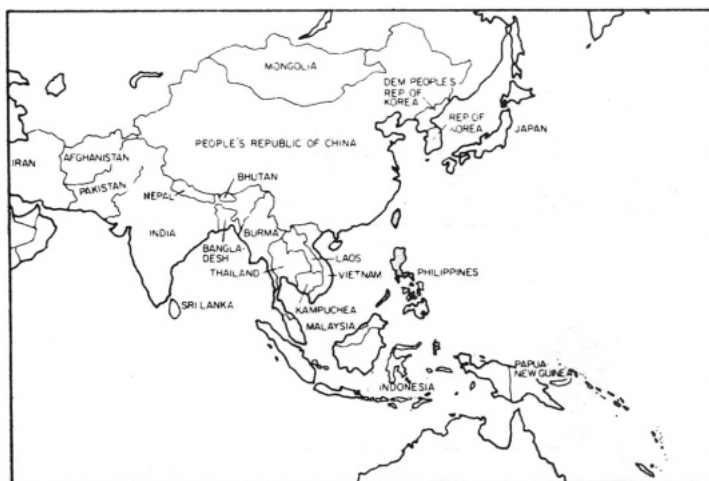 MONGOLIA
DEM PEOPLE'S
REP OF
KOREA
REP OF
KOREA
JAPAN
PEOPLE'S REPUBLIC OF CHINA
IRAN
AFGHANISTAN
PAKISTAN
NEPAL
BHUTAN
INDIA
BANGLA-
DESH
BURMA
LAOS
THAILAND
VIETNAM
PHILIPPINES
SRI LANKA
KAMPUCHEA
MALAYSIA
INDONESIA
PAPUA-
NEW GUINEA